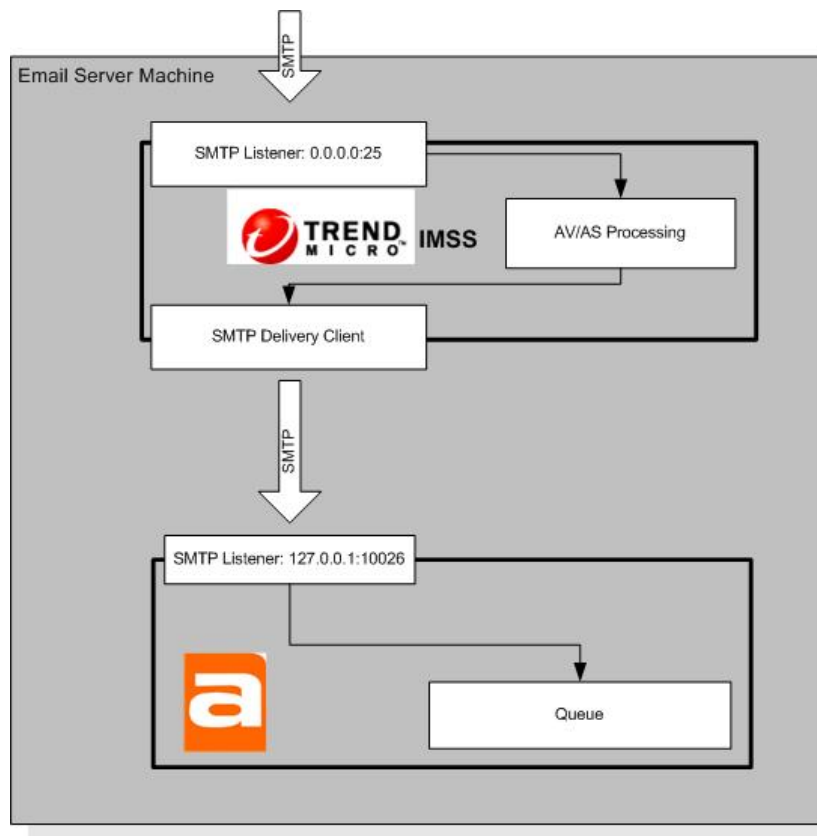 SMTP
Email Server Machine
SMTP Listener: 0.0.0.0:25
TREND
MICRO™
IMSS
AV/AS Processing
SMTP Delivery Client
SMTP
SMTP Listener: 127.0.0.1:10026
a
Queue